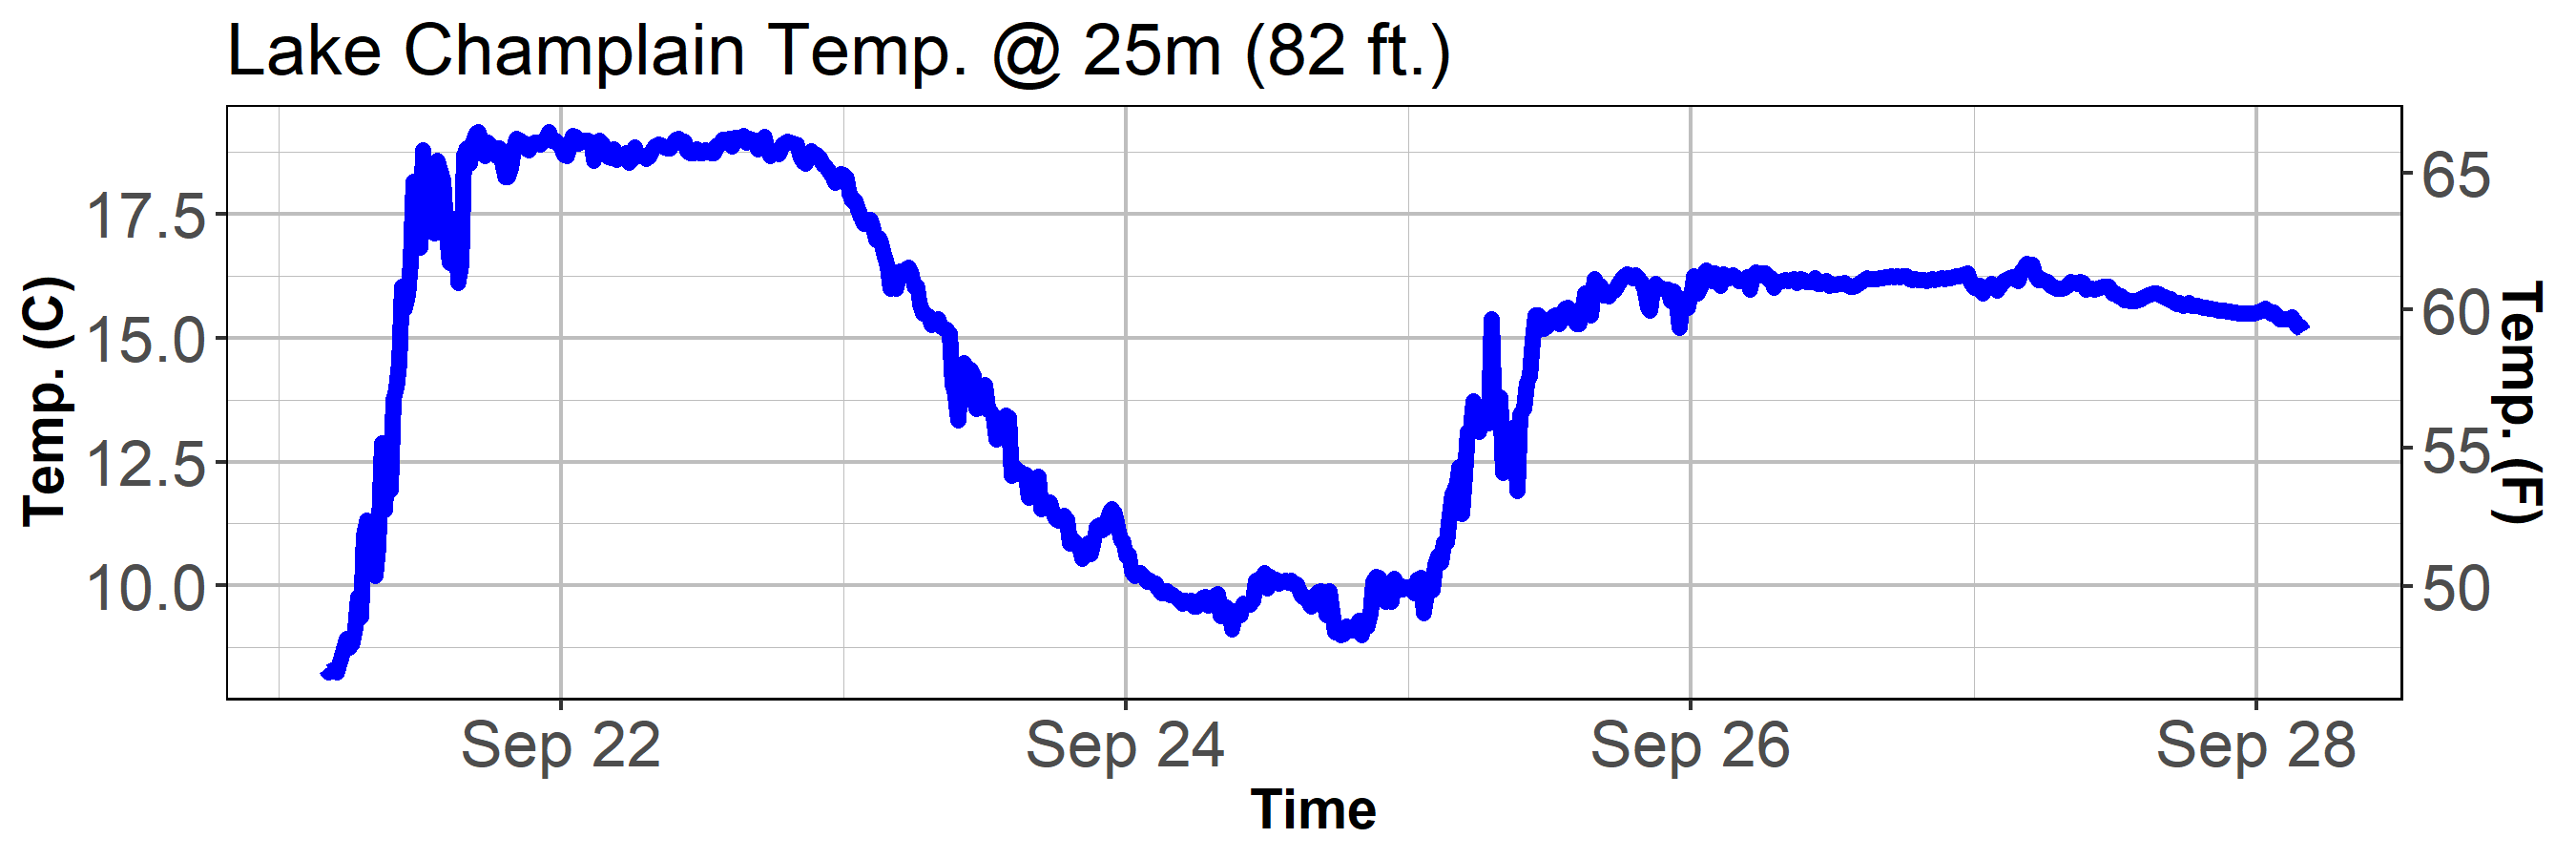 Lake Champlain Temp. @ 25m (82 ft.)
Temp. (C)
17.5
15.0
12.5
10.0
65
60
55
50
Temp. (F)
Sep 22
Sep 24
Sep 26
Sep 28
Time